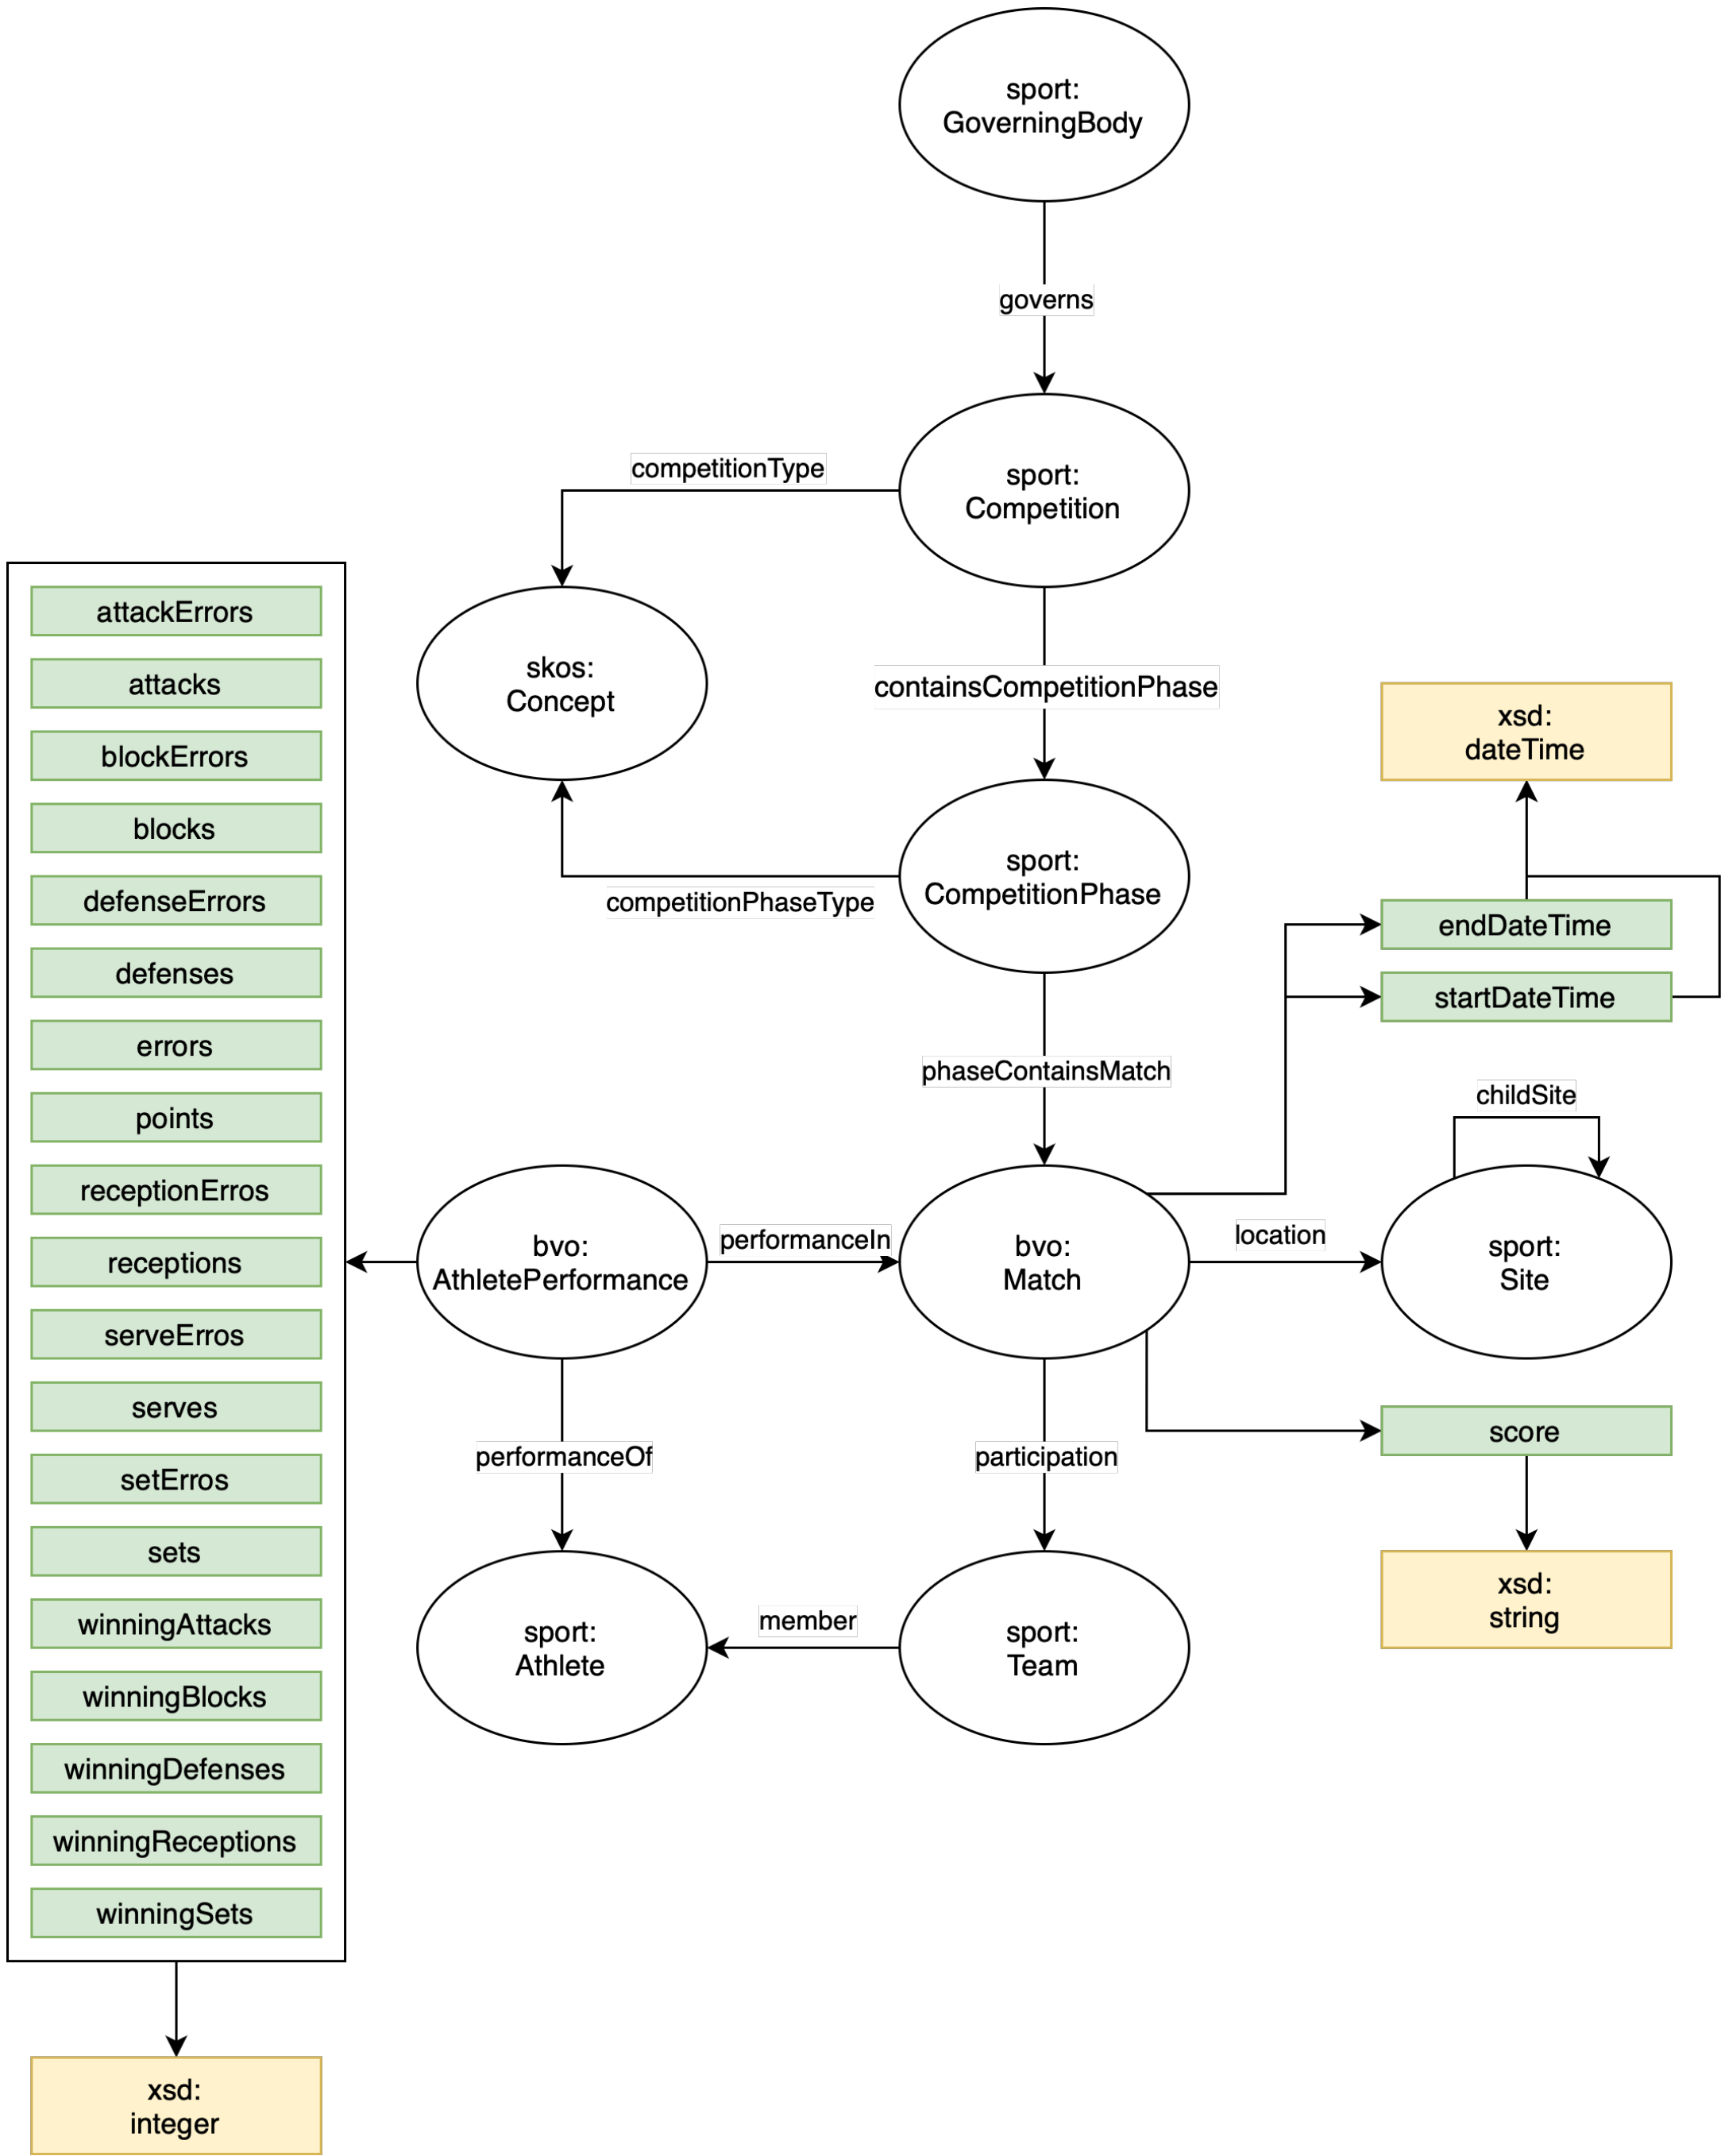 sport:
GoverningBody
governs
competitionType
sport:
Competition
attackErrors
attacks
blockErrors
blocks
defenseErrors
defenses
errors
points
receptionErros
receptions
serveErros
serves
setErros
sets
winningAttacks
winningBlocks
winningDefenses
winningReceptions
winningSets
xsd:
integer
skos:
Concept
containsCompetitionPhase
competitionPhaseType
sport:
CompetitionPhase
xsd:
dateTime
endDateTime
startDateTime
phaseContainsMatch
childSite
bvo:
AthletePerformance
performanceIn
bvo:
Match
location
sport:
Site
performanceOf
participation
score
sport:
Athlete
member
sport:
Team
xsd:
string